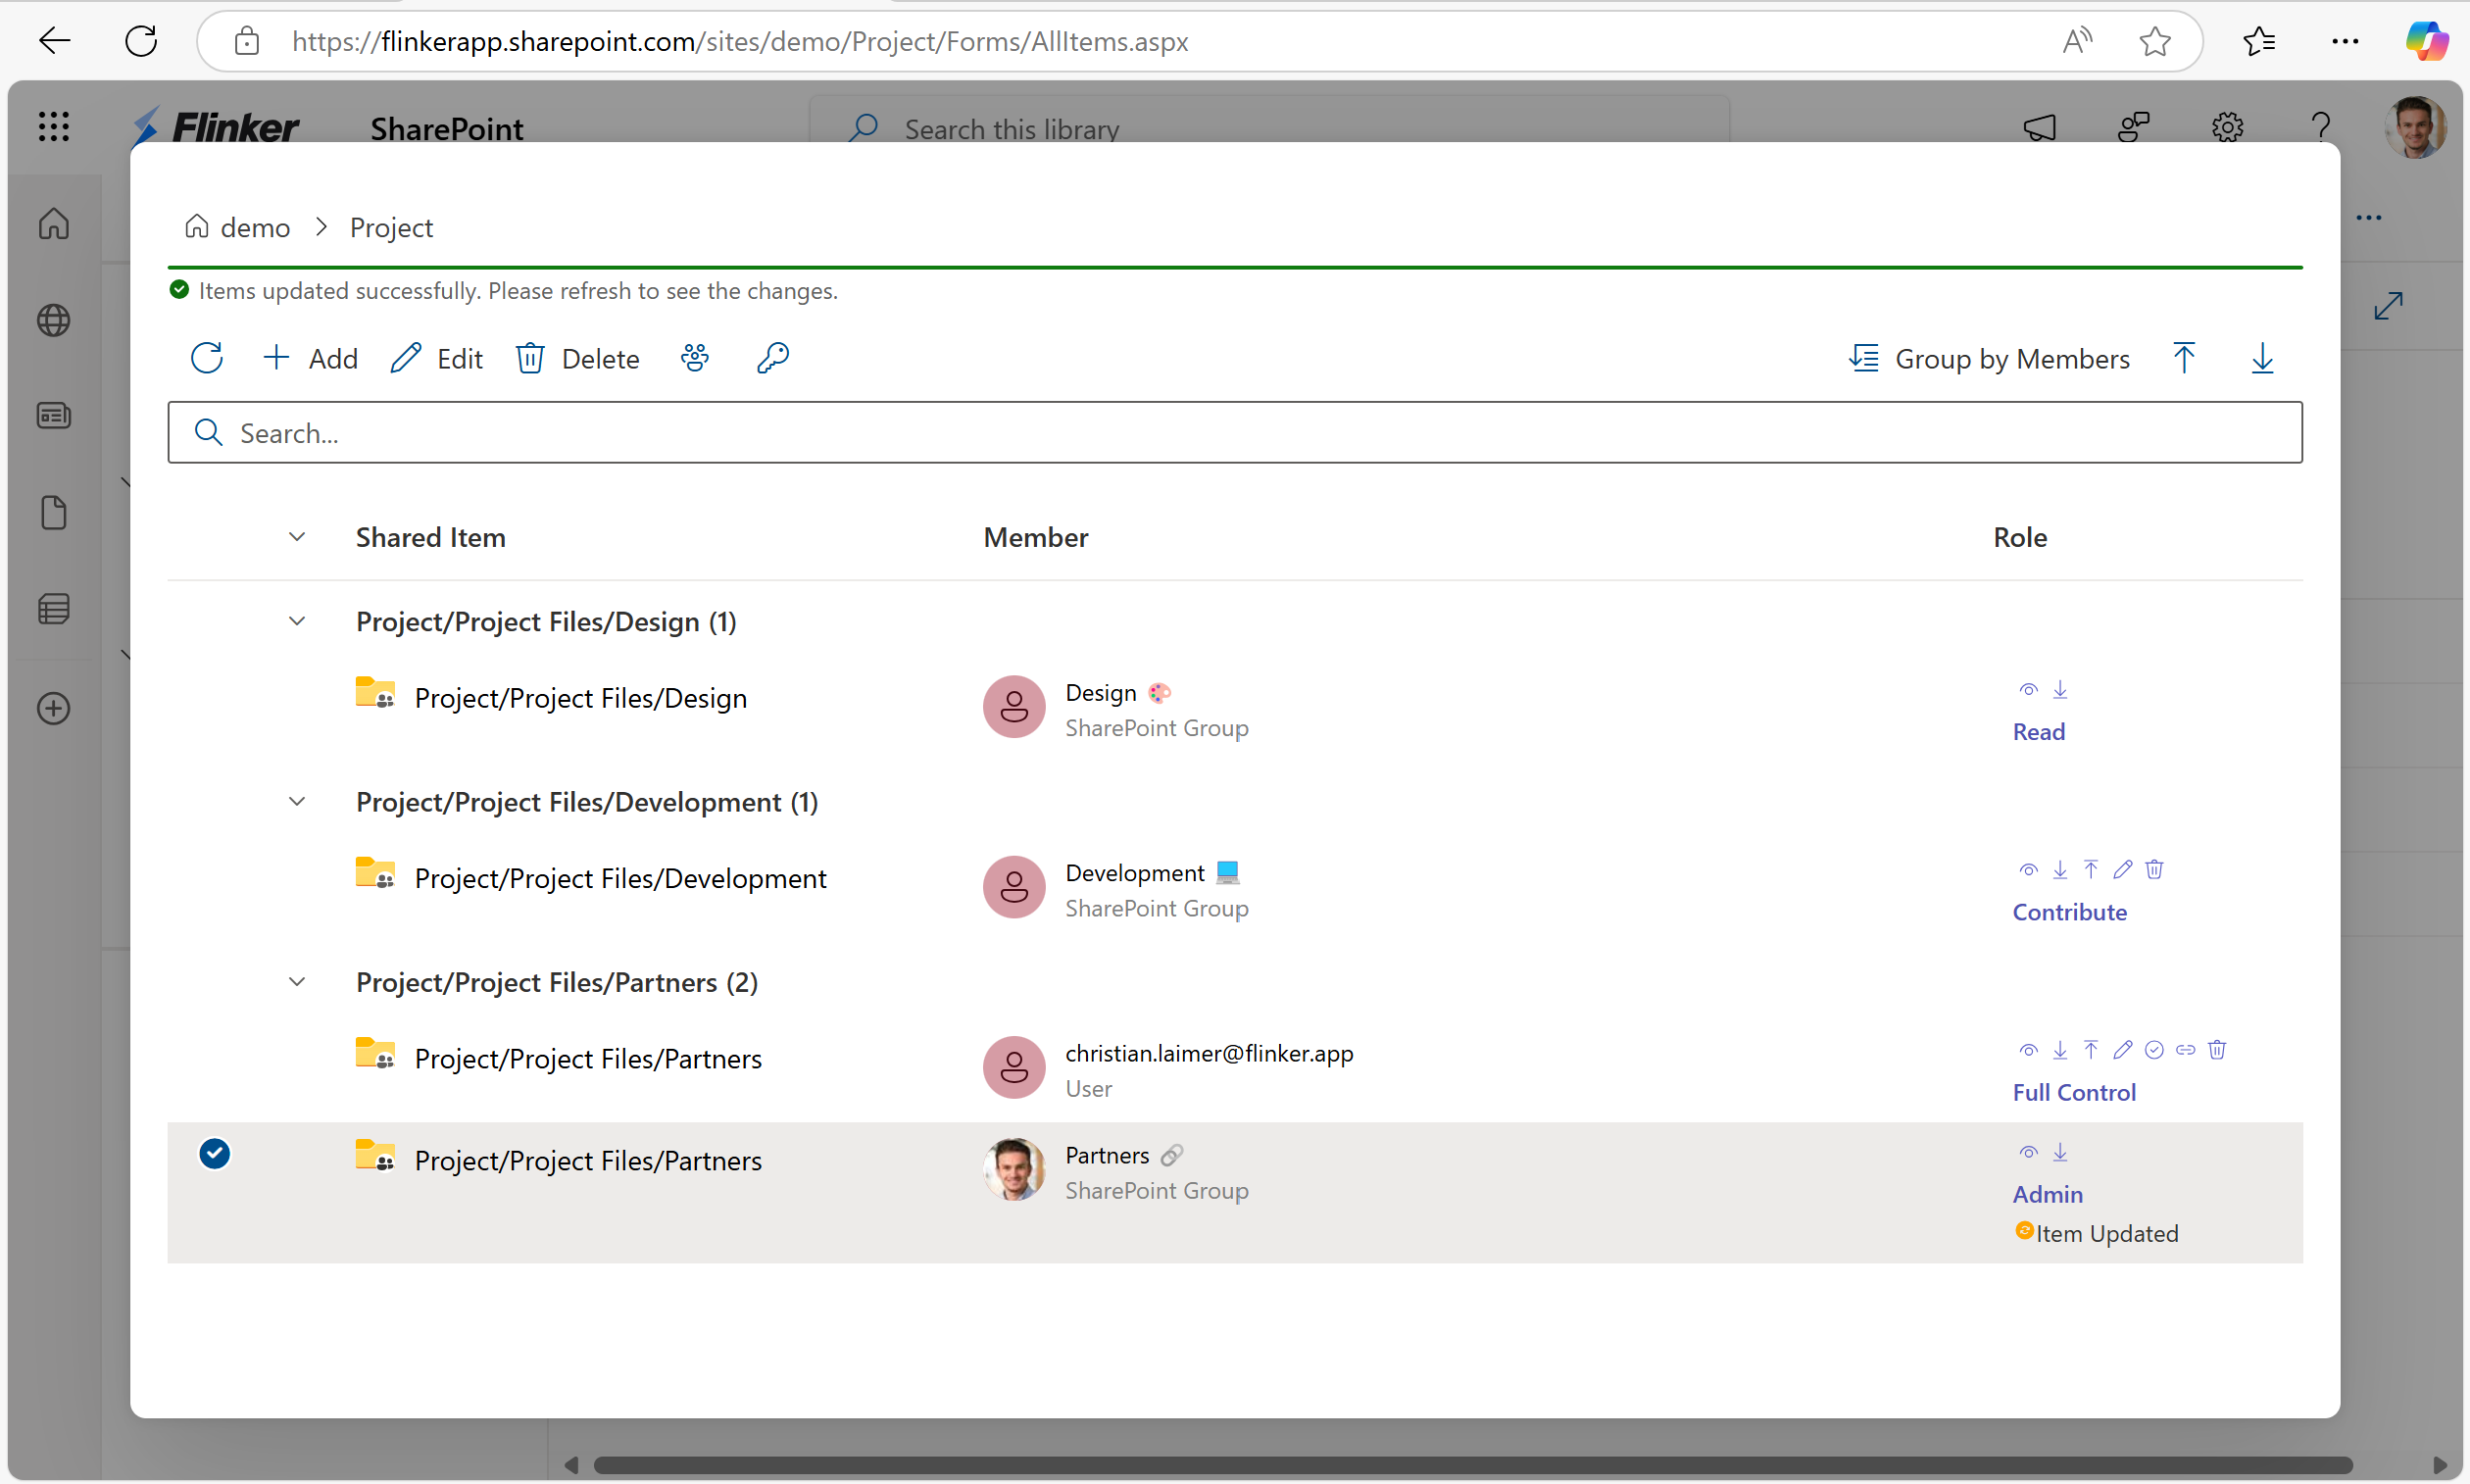 https://flinkerapp.sharepoint.com/sites/demo/Project/Forms/AllItems.aspx
Flinker SharePoint Search this library
demo > Project
Items updated successfully. Please refresh to see the changes.
Add Edit Delete Group by Members
Search...
Shared Item Member Role
Project/Project Files/Design (1)
Project/Project Files/Design Design 🎨 SharePoint Group Read
Project/Project Files/Development (1)
Project/Project Files/Development Development 💻 SharePoint Group Contribute
Project/Project Files/Partners (2)
Project/Project Files/Partners christian.laimer@flinker.app User Full Control
Project/Project Files/Partners Partners 🔗 SharePoint Group Admin
Item Updated